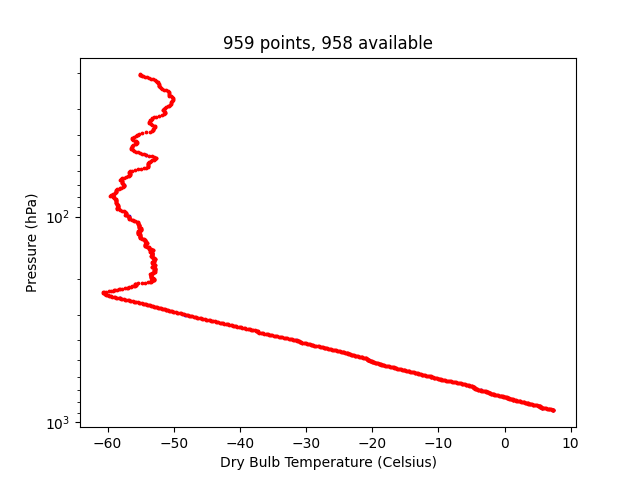 959 points, 958 available
Pressure (hPa)
10²
10³
−60 −50 −40 −30 −20 −10 0 10
Dry Bulb Temperature (Celsius)